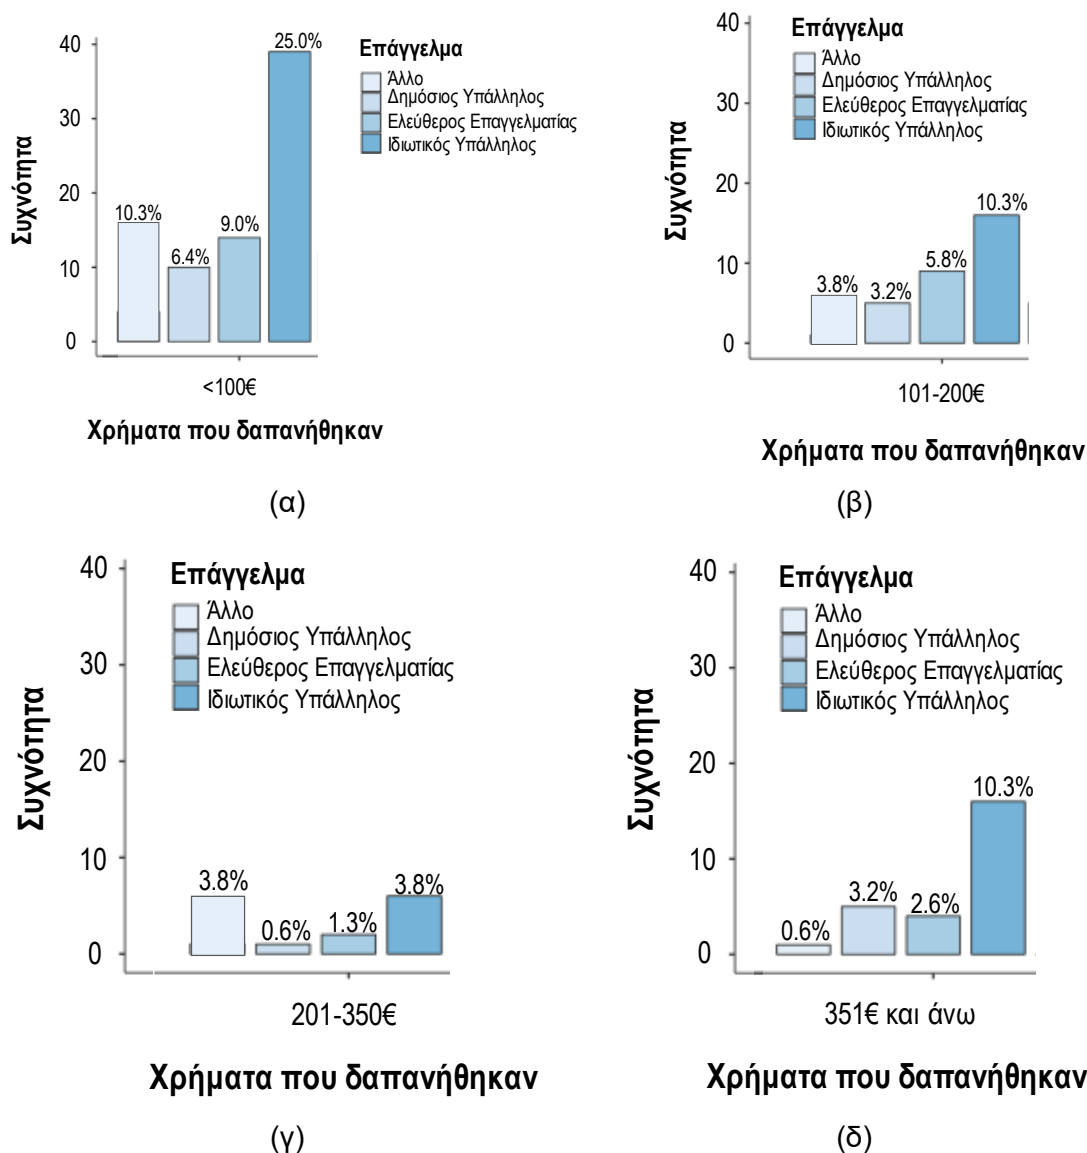 40
30
20
10
0
Συχνότητα
10.3%
6.4%
9.0%
25.0%
Επάγγελμα
Άλλο
Δημόσιος Υπάλληλος
Ελεύθερος Επαγγελματίας
Ιδιωτικός Υπάλληλος
<100€
Χρήματα που δαπανήθηκαν
(α)
40
30
20
10
0
Συχνότητα
Επάγγελμα
Άλλο
Δημόσιος Υπάλληλος
Ελεύθερος Επαγγελματίας
Ιδιωτικός Υπάλληλος
3.8%
3.2%
5.8%
10.3%
101-200€
Χρήματα που δαπανήθηκαν
(β)
40
30
20
10
0
Συχνότητα
Επάγγελμα
Άλλο
Δημόσιος Υπάλληλος
Ελεύθερος Επαγγελματίας
Ιδιωτικός Υπάλληλος
3.8%
0.6%
1.3%
3.8%
201-350€
Χρήματα που δαπανήθηκαν
(γ)
40
30
20
10
0
Συχνότητα
Επάγγελμα
Άλλο
Δημόσιος Υπάλληλος
Ελεύθερος Επαγγελματίας
Ιδιωτικός Υπάλληλος
0.6%
3.2%
2.6%
10.3%
351€ και άνω
Χρήματα που δαπανήθηκαν
(δ)